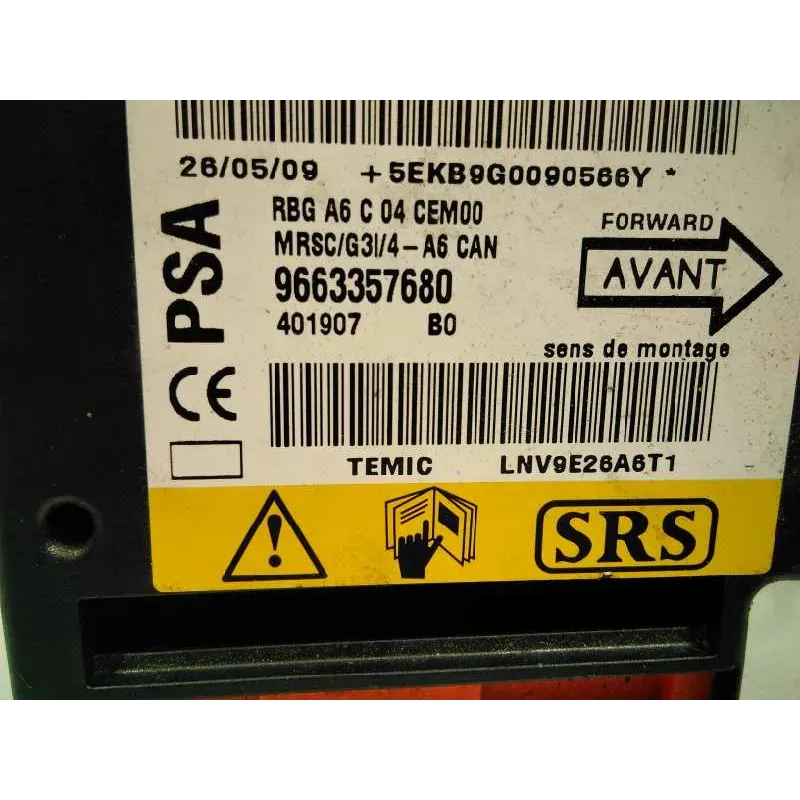 26/05/09 +5EKB9G0090566Y *
RBG A6 C 04 CEM00
MRSC/G3I/4-A6 CAN
9663357680
401907 B0
PSA
CE
FORWARD
AVANT
sens de montage
TEMIC LNV9E26A6T1
SRS